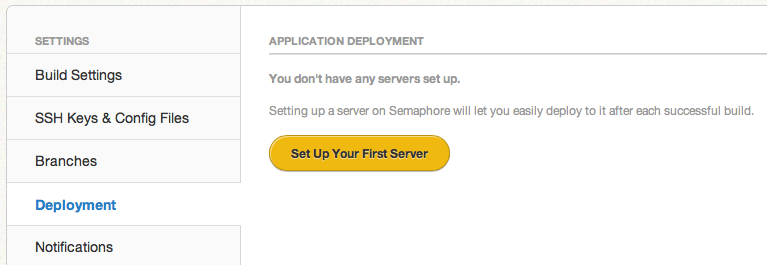 SETTINGS
Build Settings
SSH Keys & Config Files
Branches
Deployment
Notifications
APPLICATION DEPLOYMENT
You don't have any servers set up.
Setting up a server on Semaphore will let you easily deploy to it after each successful build.
Set Up Your First Server